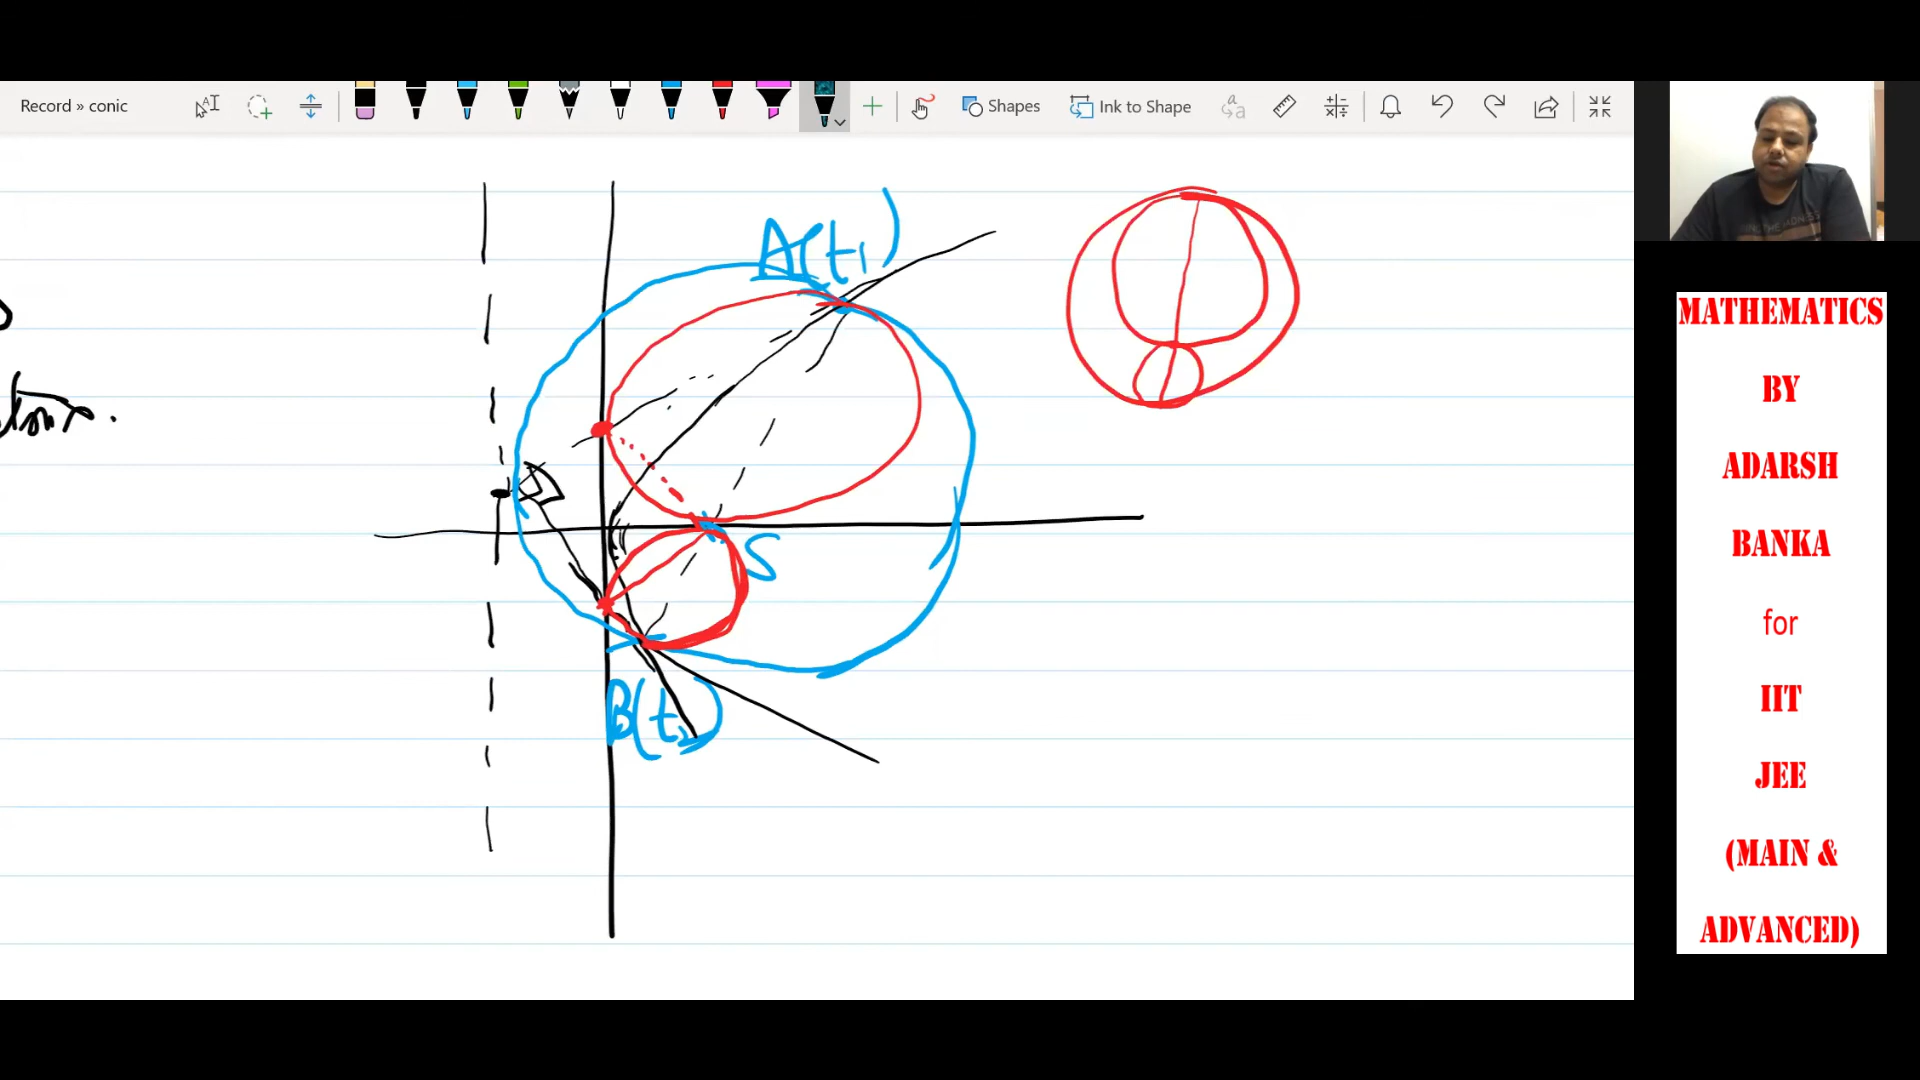 Record » conic
Shapes
Ink to Shape
A(t1)
S
B(t2)
MATHEMATICS
BY
ADARSH
BANKA
for
IIT
JEE
(MAIN &
ADVANCED)